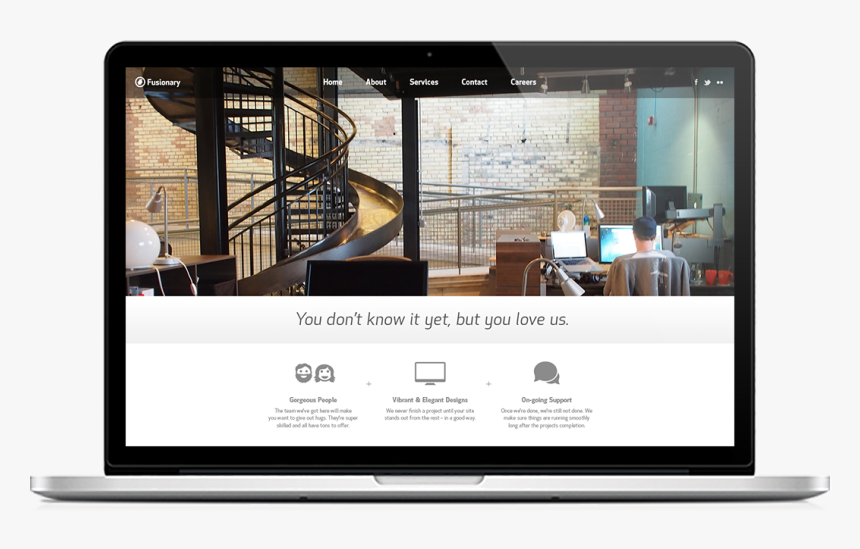 Fusionary Home About Services Contact Careers
You don't know it yet, but you love us.
Gorgeous People
The team we've got here will make
you want to give out hugs. They're super
skilled and all have tons to offer.
Vibrant & Elegant Designs
We never finish a project until your site
stands out from the rest - in a good way.
On-going Support
Once we're done, we're still not done. We
make sure things are running smoothly
long after the projects completion.